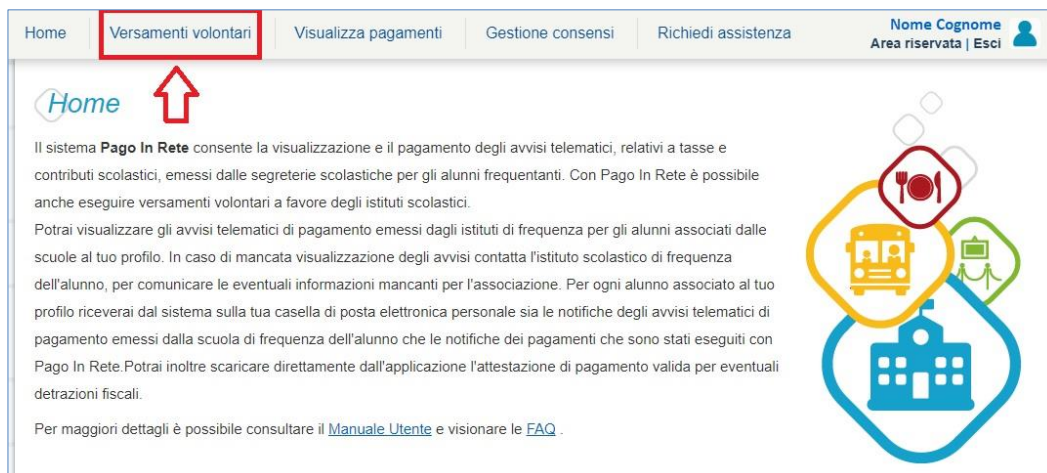 Home Versamenti volontari Visualizza pagamenti Gestione consensi Richiedi assistenza Nome Cognome
Area riservata | Esci
Home
Il sistema Pago In Rete consente la visualizzazione e il pagamento degli avvisi telematici, relativi a tasse e
contributi scolastici, emessi dalle segreterie scolastiche per gli alunni frequentanti. Con Pago In Rete è possibile
anche eseguire versamenti volontari a favore degli istituti scolastici.
Potrai visualizzare gli avvisi telematici di pagamento emessi dagli istituti di frequenza per gli alunni associati dalle
scuole al tuo profilo. In caso di mancata visualizzazione degli avvisi contatta l'istituto scolastico di frequenza
dell'alunno, per comunicare le eventuali informazioni mancanti per l'associazione. Per ogni alunno associato al tuo
profilo riceverai dal sistema sulla tua casella di posta elettronica personale sia le notifiche degli avvisi telematici di
pagamento emessi dalla scuola di frequenza dell'alunno che le notifiche dei pagamenti che sono stati eseguiti con
Pago In Rete.Potrai inoltre scaricare direttamente dall'applicazione l'attestazione di pagamento valida per eventuali
detrazioni fiscali.
Per maggiori dettagli è possibile consultare il Manuale Utente e visionare le FAQ .